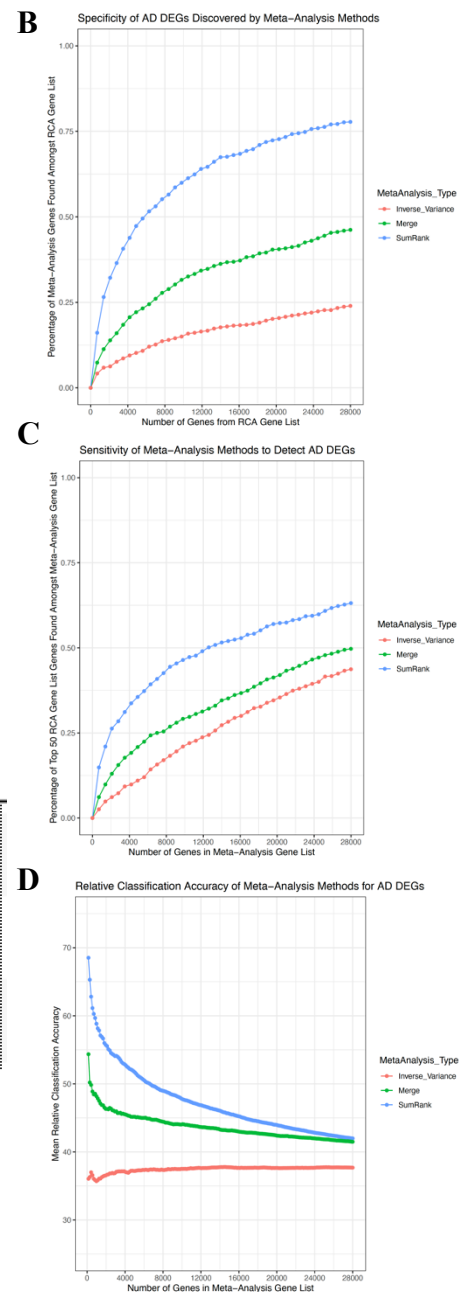 B
Specificity of AD DEGs Discovered by Meta−Analysis Methods
Percentage of Meta−Analysis Genes Found Amongst RCA Gene List
1.00
0.75
0.50
0.25
0.00
0 4000 8000 12000 16000 20000 24000 28000
Number of Genes from RCA Gene List
MetaAnalysis_Type
Inverse_Variance
Merge
SumRank
C
Sensitivity of Meta−Analysis Methods to Detect AD DEGs
Percentage of Top 50 RCA Gene List Genes Found Amongst Meta−Analysis Gene List
1.00
0.75
0.50
0.25
0.00
0 4000 8000 12000 16000 20000 24000 28000
Number of Genes in Meta−Analysis Gene List
MetaAnalysis_Type
Inverse_Variance
Merge
SumRank
D
Relative Classification Accuracy of Meta−Analysis Methods for AD DEGs
Mean Relative Classification Accuracy
70
60
50
40
30
0 4000 8000 12000 16000 20000 24000 28000
Number of Genes in Meta−Analysis Gene List
MetaAnalysis_Type
Inverse_Variance
Merge
SumRank